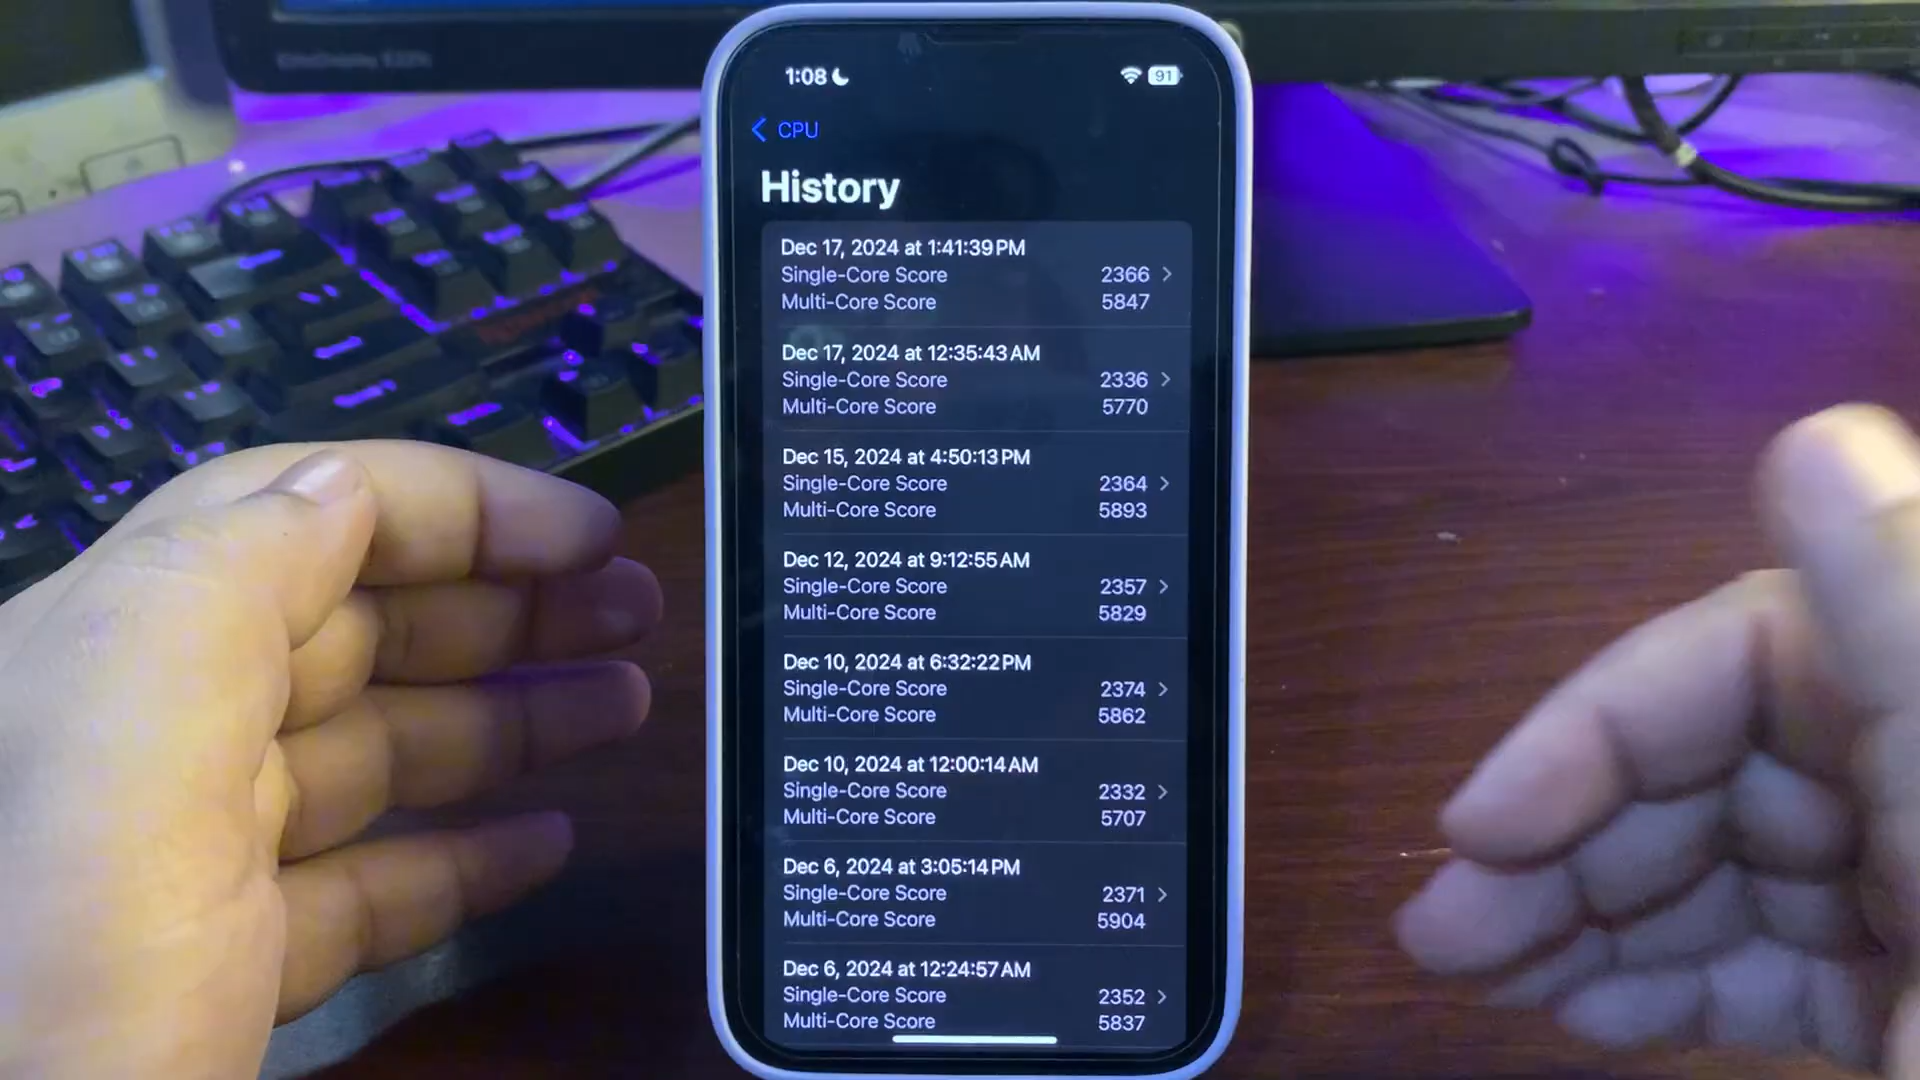 1:08
91
CPU
History
Dec 17, 2024 at 1:41:39 PM
Single-Core Score 2366
Multi-Core Score 5847
Dec 17, 2024 at 12:35:43 AM
Single-Core Score 2336
Multi-Core Score 5770
Dec 15, 2024 at 4:50:13 PM
Single-Core Score 2364
Multi-Core Score 5893
Dec 12, 2024 at 9:12:55 AM
Single-Core Score 2357
Multi-Core Score 5829
Dec 10, 2024 at 6:32:22 PM
Single-Core Score 2374
Multi-Core Score 5862
Dec 10, 2024 at 12:00:14 AM
Single-Core Score 2332
Multi-Core Score 5707
Dec 6, 2024 at 3:05:14 PM
Single-Core Score 2371
Multi-Core Score 5904
Dec 6, 2024 at 12:24:57 AM
Single-Core Score 2352
Multi-Core Score 5837